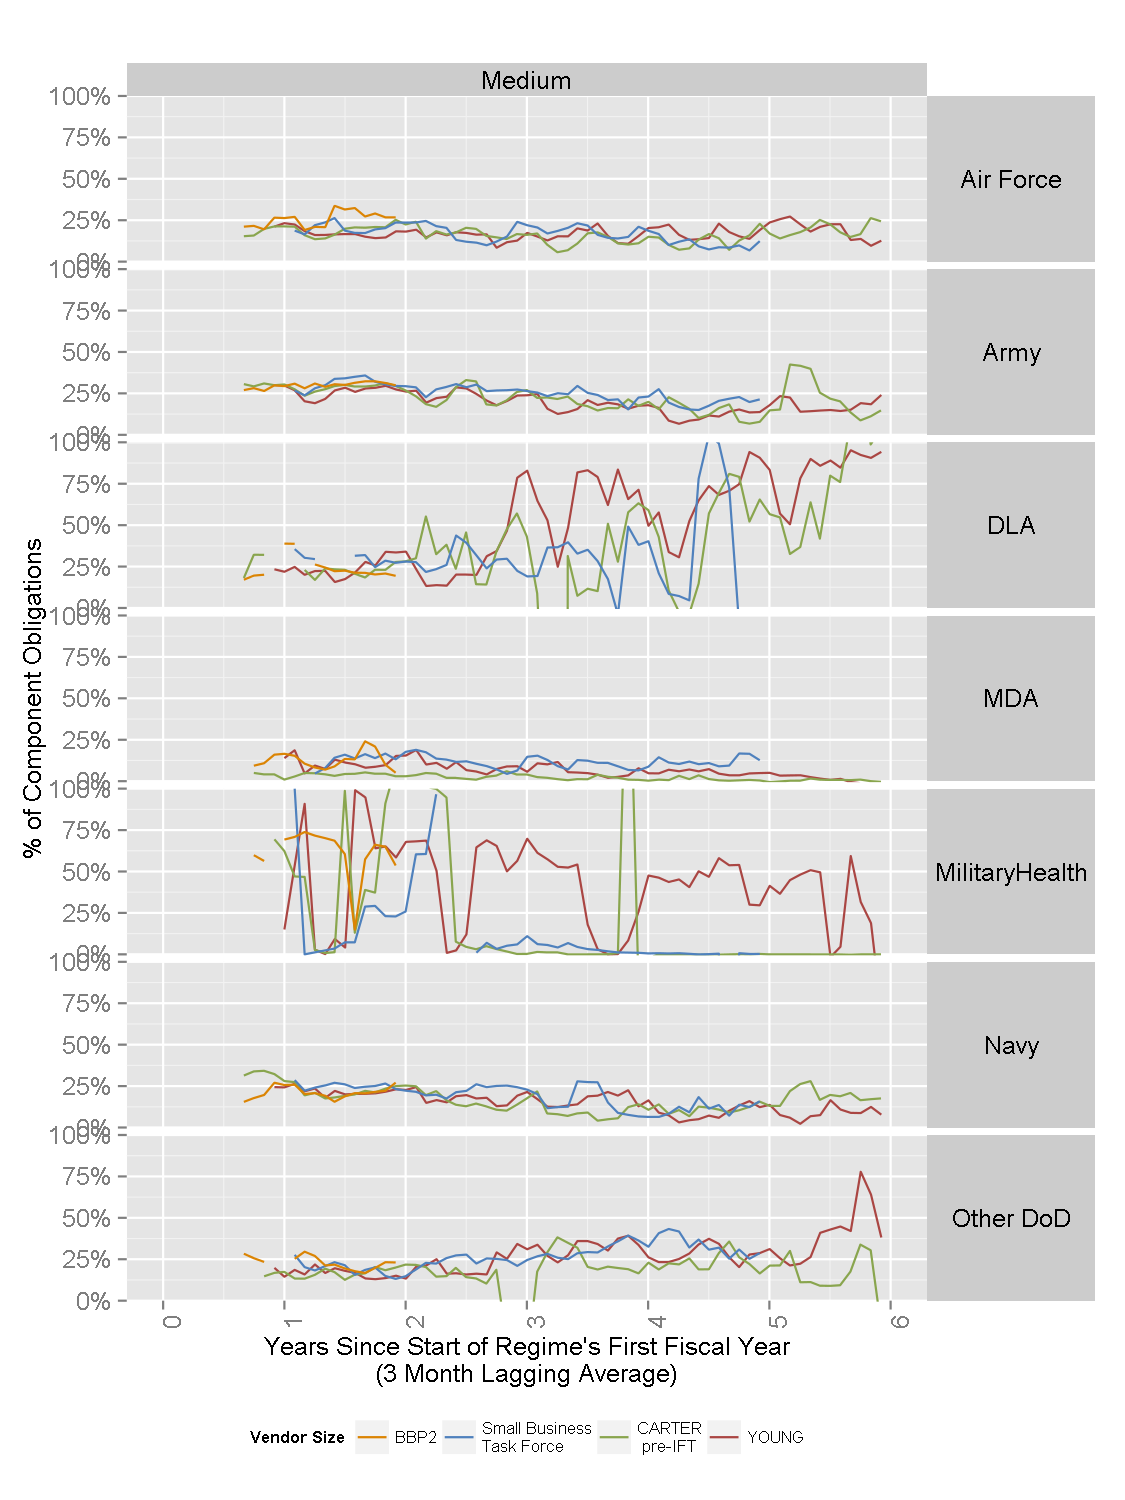 Medium
100%
75%
50%
25%
0%
Air Force
100%
75%
50%
25%
0%
Army
100%
75%
50%
25%
0%
DLA
100%
75%
50%
25%
0%
MDA
100%
75%
50%
25%
0%
MilitaryHealth
100%
75%
50%
25%
0%
Navy
100%
75%
50%
25%
0%
Other DoD
% of Component Obligations
0 1 2 3 4 5 6
Years Since Start of Regime's First Fiscal Year
(3 Month Lagging Average)
Vendor Size
BBP2
Small Business
Task Force
CARTER
pre-IFT
YOUNG